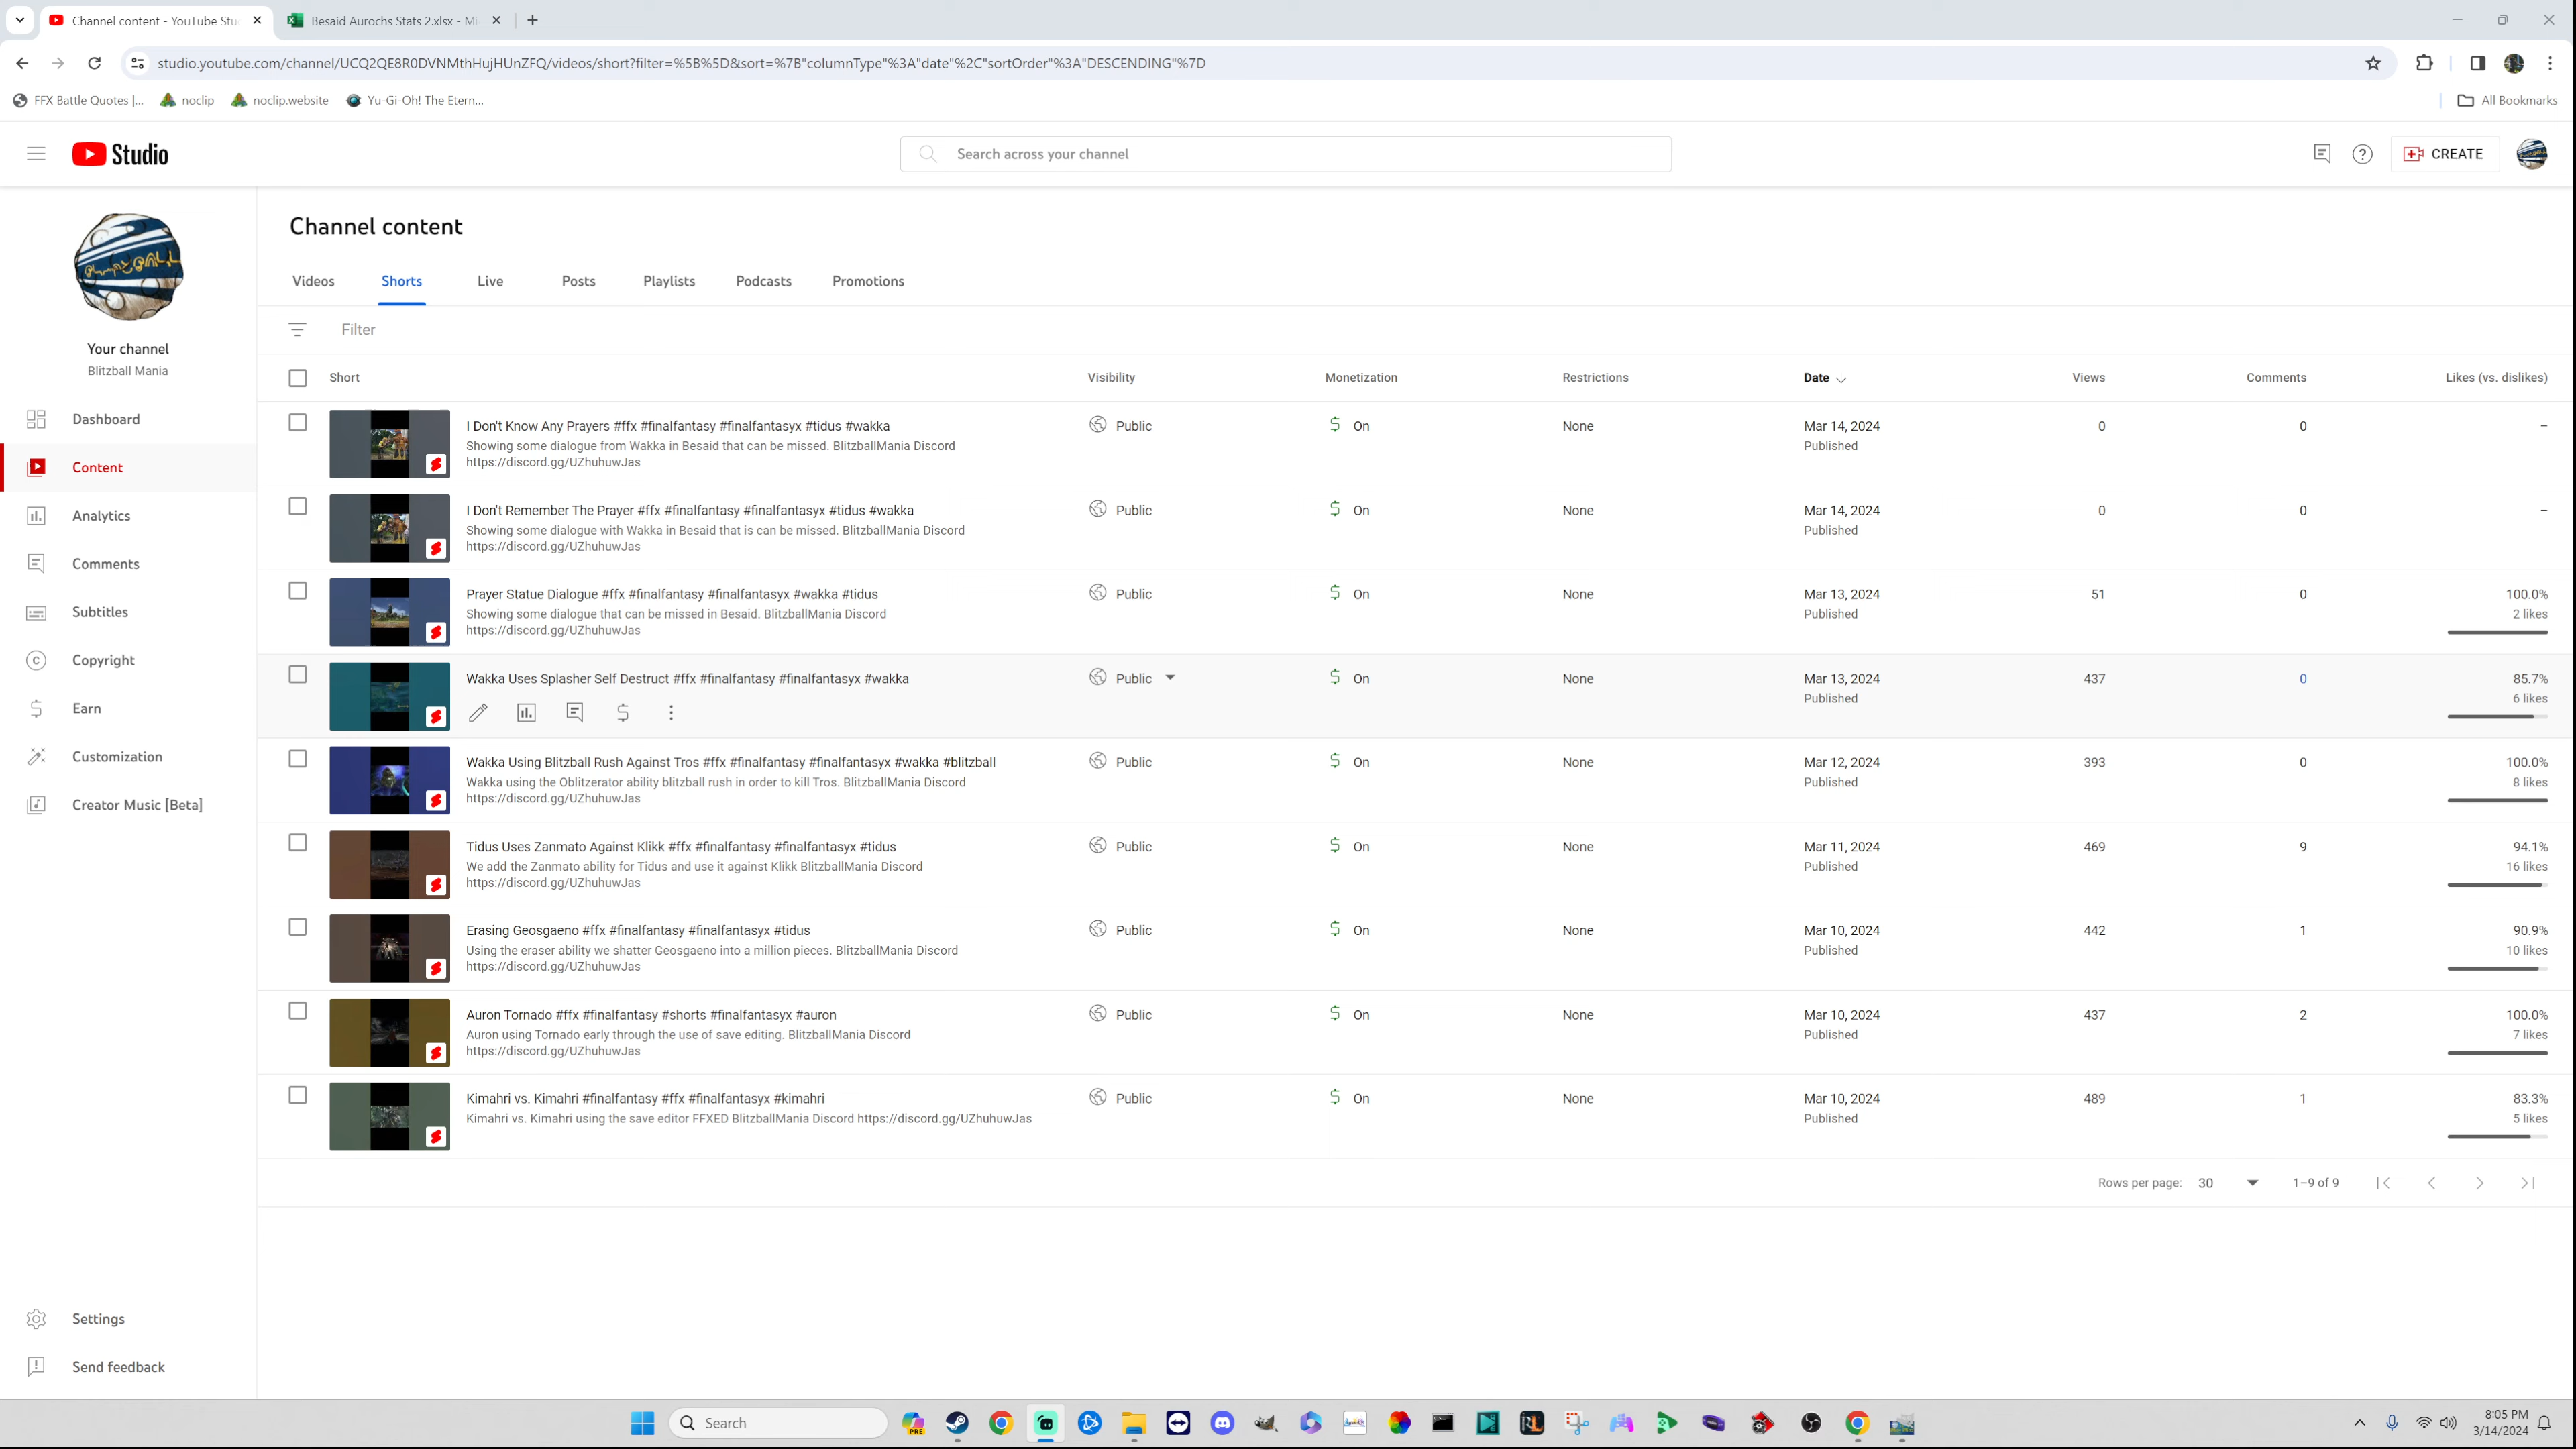 Channel content - YouTube Stu
Besaid Aurochs Stats 2.xlsx - Mi
studio.youtube.com/channel/UCQ2QE8R0DVNMthHujHUnZFQ/videos/short?filter=%5B%5D&sort=%7B"columnType"%3A"date"%2C"sortOrder"%3A"DESCENDING"%7D
FFX Battle Quotes |... noclip noclip.website Yu-Gi-Oh! The Etern... All Bookmarks
Studio
Search across your channel
CREATE
Your channel
Blitzball Mania
Dashboard
Content
Analytics
Comments
Subtitles
Copyright
Earn
Customization
Creator Music [Beta]
Settings
Send feedback
Channel content
Videos Shorts Live Posts Playlists Podcasts Promotions
Filter
Short Visibility Monetization Restrictions Date Views Comments Likes (vs. dislikes)
I Don't Know Any Prayers #ffx #finalfantasy #finalfantasyx #tidus #wakka Public On None Mar 14, 2024 0 0 –
Showing some dialogue from Wakka in Besaid that can be missed. BlitzballMania Discord Published
https://discord.gg/UZhuhuwJas
I Don't Remember The Prayer #ffx #finalfantasy #finalfantasyx #tidus #wakka Public On None Mar 14, 2024 0 0 –
Showing some dialogue with Wakka in Besaid that is can be missed. BlitzballMania Discord Published
https://discord.gg/UZhuhuwJas
Prayer Statue Dialogue #ffx #finalfantasy #finalfantasyx #wakka #tidus Public On None Mar 13, 2024 51 0 100.0%
Showing some dialogue that can be missed in Besaid. BlitzballMania Discord Published 2 likes
https://discord.gg/UZhuhuwJas
Wakka Uses Splasher Self Destruct #ffx #finalfantasy #finalfantasyx #wakka Public On None Mar 13, 2024 437 0 85.7%
Published 6 likes
Wakka Using Blitzball Rush Against Tros #ffx #finalfantasy #finalfantasyx #wakka #blitzball Public On None Mar 12, 2024 393 0 100.0%
Wakka using the Oblitzerator ability blitzball rush in order to kill Tros. BlitzballMania Discord Published 8 likes
https://discord.gg/UZhuhuwJas
Tidus Uses Zanmato Against Klikk #ffx #finalfantasy #finalfantasyx #tidus Public On None Mar 11, 2024 469 9 94.1%
We add the Zanmato ability for Tidus and use it against Klikk BlitzballMania Discord Published 16 likes
https://discord.gg/UZhuhuwJas
Erasing Geosgaeno #ffx #finalfantasy #finalfantasyx #tidus Public On None Mar 10, 2024 442 1 90.9%
Using the eraser ability we shatter Geosgaeno into a million pieces. BlitzballMania Discord Published 10 likes
https://discord.gg/UZhuhuwJas
Auron Tornado #ffx #finalfantasy #shorts #finalfantasyx #auron Public On None Mar 10, 2024 437 2 100.0%
Auron using Tornado early through the use of save editing. BlitzballMania Discord Published 7 likes
https://discord.gg/UZhuhuwJas
Kimahri vs. Kimahri #finalfantasy #ffx #finalfantasyx #kimahri Public On None Mar 10, 2024 489 1 83.3%
Kimahri vs. Kimahri using the save editor FFXED BlitzballMania Discord https://discord.gg/UZhuhuwJas Published 5 likes
Rows per page: 30 1–9 of 9
Search
PRE
RL
8:05 PM
3/14/2024